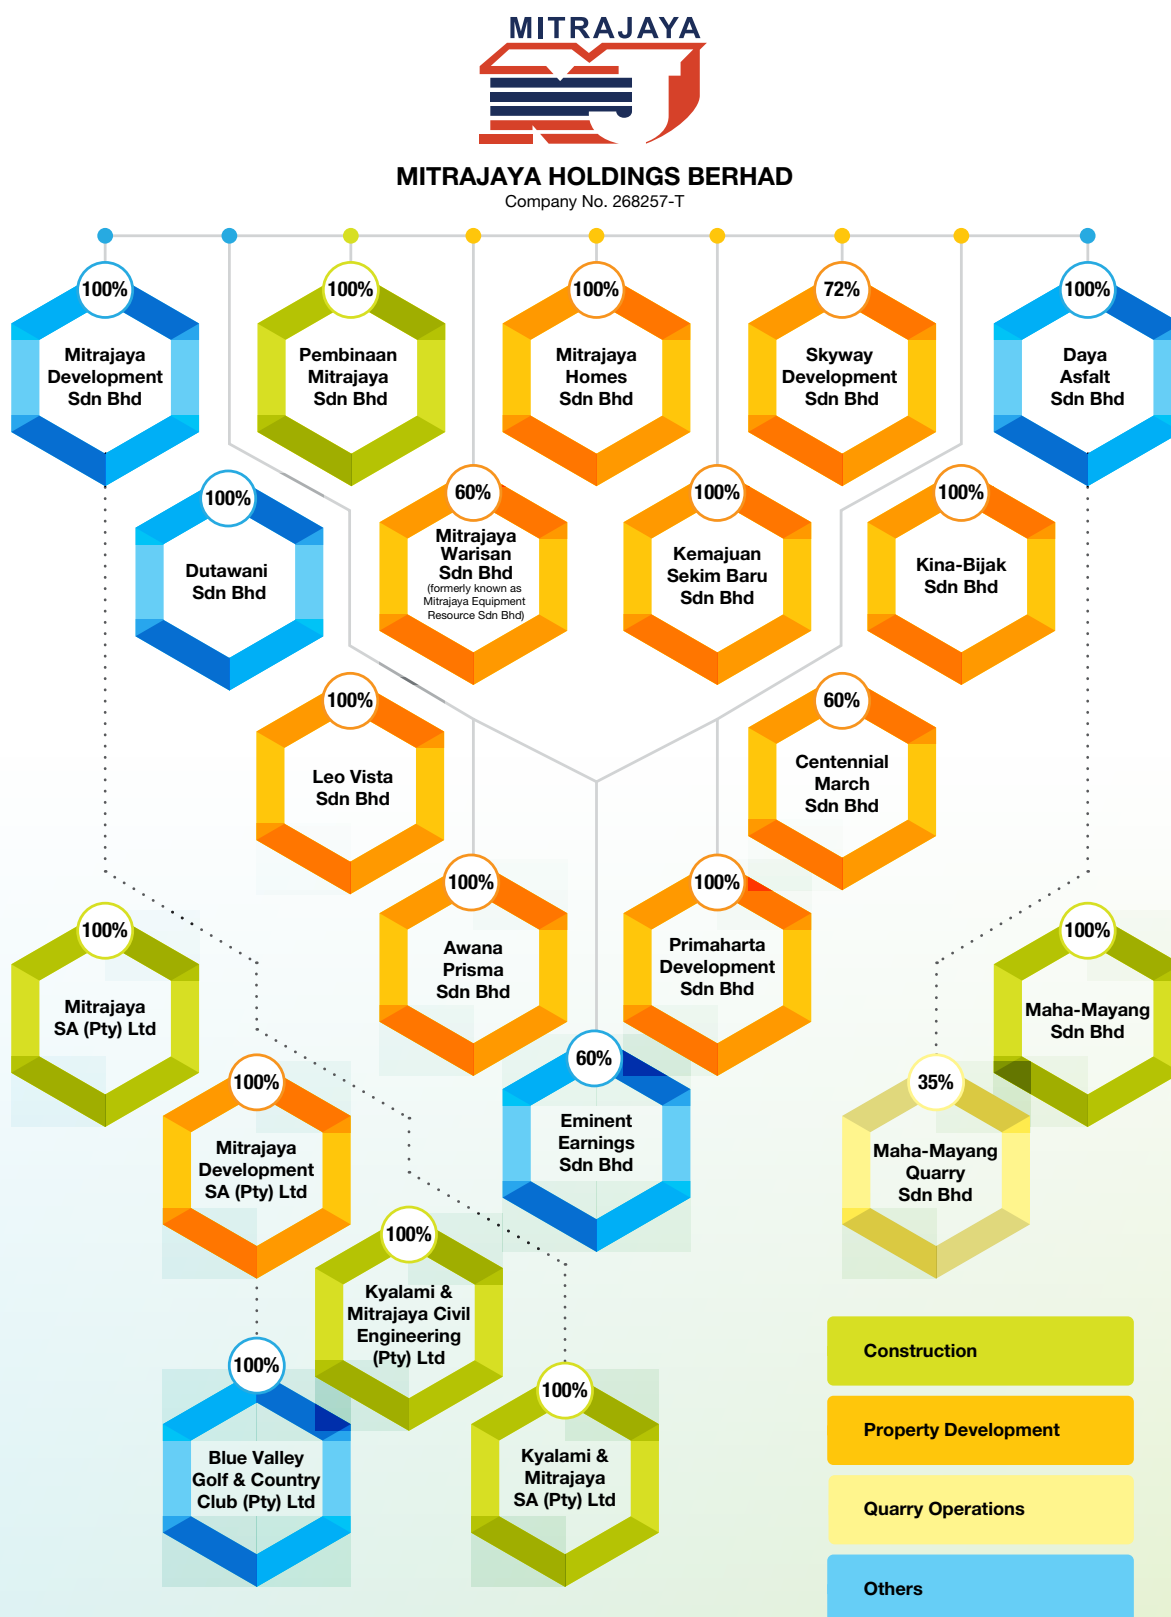 MITRAJAYA
MITRAJAYA HOLDINGS BERHAD
Company No. 268257-T
100%
Mitrajaya
Development
Sdn Bhd
100%
Pembinaan
Mitrajaya
Sdn Bhd
100%
Mitrajaya
Homes
Sdn Bhd
72%
Skyway
Development
Sdn Bhd
100%
Daya
Asfalt
Sdn Bhd
100%
Dutawani
Sdn Bhd
60%
Mitrajaya
Warisan
Sdn Bhd
(formerly known as
Mitrajaya Equipment
Resource Sdn Bhd)
100%
Kemajuan
Sekim Baru
Sdn Bhd
100%
Kina-Bijak
Sdn Bhd
100%
Leo Vista
Sdn Bhd
60%
Centennial
March
Sdn Bhd
100%
Awana
Prisma
Sdn Bhd
100%
Primaharta
Development
Sdn Bhd
100%
Mitrajaya
SA (Pty) Ltd
100%
Maha-Mayang
Sdn Bhd
100%
Mitrajaya
Development
SA (Pty) Ltd
60%
Eminent
Earnings
Sdn Bhd
35%
Maha-Mayang
Quarry
Sdn Bhd
100%
Kyalami &
Mitrajaya Civil
Engineering
(Pty) Ltd
100%
Blue Valley
Golf & Country
Club (Pty) Ltd
100%
Kyalami &
Mitrajaya
SA (Pty) Ltd
Construction
Property Development
Quarry Operations
Others